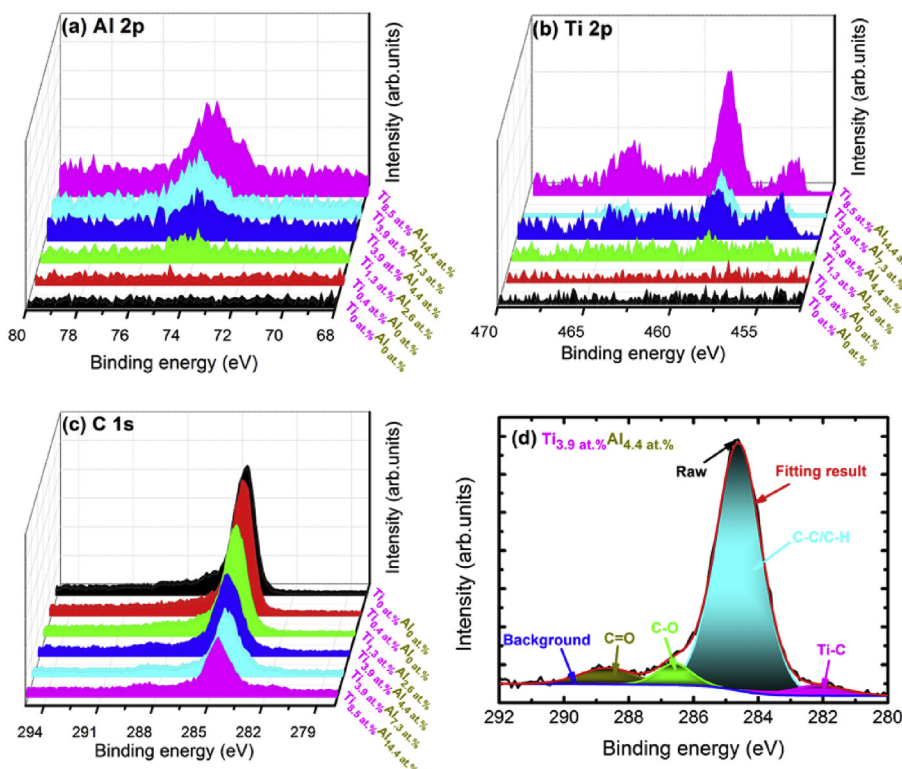 (a) Al 2p
Intensity (arb.units)
Ti8.5 at.%Al14.4 at.%
Ti3.9 at.%Al7.3 at.%
Ti3.9 at.%Al4.4 at.%
Ti1.3 at.%Al2.6 at.%
Ti0.4 at.%Al0 at.%
Ti0 at.%Al0 at.%
80 78 76 74 72 70 68
Binding energy (eV)
(b) Ti 2p
Intensity (arb.units)
Ti8.5 at.%Al14.4 at.%
Ti3.9 at.%Al7.3 at.%
Ti3.9 at.%Al4.4 at.%
Ti1.3 at.%Al2.6 at.%
Ti0.4 at.%Al0 at.%
Ti0 at.%Al0 at.%
470 465 460 455
Binding energy (eV)
(c) C 1s
Intensity (arb.units)
Ti0 at.%Al0 at.%
Ti0.4 at.%Al0 at.%
Ti1.3 at.%Al2.6 at.%
Ti3.9 at.%Al4.4 at.%
Ti3.9 at.%Al7.3 at.%
Ti8.5 at.%Al14.4 at.%
294 291 288 285 282 279
Binding energy (eV)
(d) Ti3.9 at.%Al4.4 at.%
Raw
Fitting result
C-C/C-H
Intensity (arb.units)
Background
C=O
C-O
Ti-C
292 290 288 286 284 282 280
Binding energy (eV)